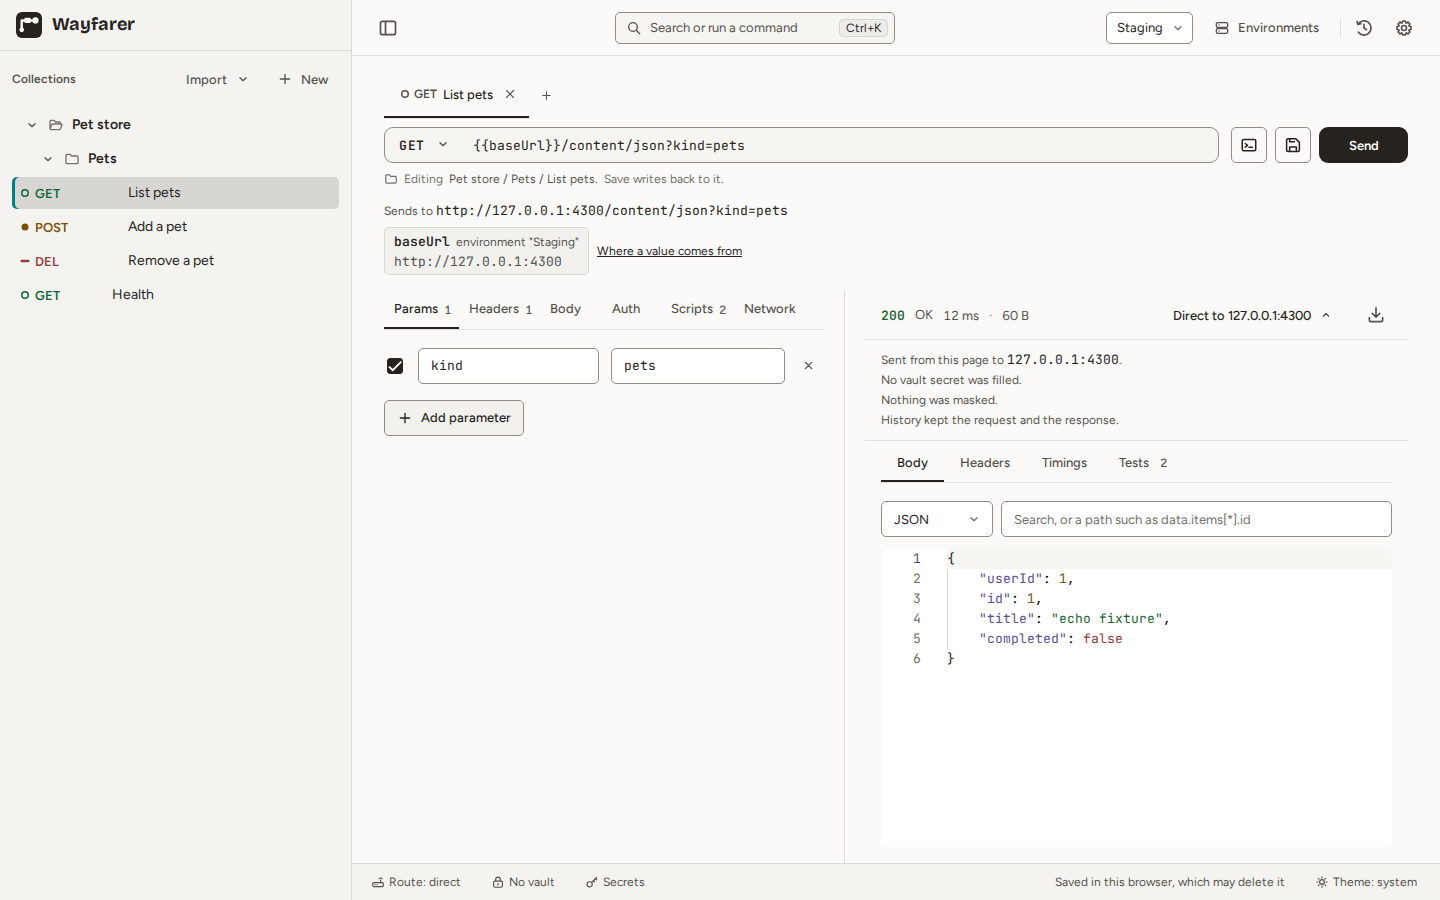 Wayfarer
Search or run a command Ctrl+K
Staging
Environments
Collections
Import
New
Pet store
Pets
GET List pets
POST Add a pet
DEL Remove a pet
GET Health
GET List pets
GET {{baseUrl}}/content/json?kind=pets
Send
Editing Pet store / Pets / List pets. Save writes back to it.
Sends to http://127.0.0.1:4300/content/json?kind=pets
baseUrl environment "Staging"
http://127.0.0.1:4300
Where a value comes from
Params 1 Headers 1 Body Auth Scripts 2 Network
kind pets
Add parameter
200 OK 12 ms · 60 B
Direct to 127.0.0.1:4300
Sent from this page to 127.0.0.1:4300.
No vault secret was filled.
Nothing was masked.
History kept the request and the response.
Body Headers Timings Tests 2
JSON
Search, or a path such as data.items[*].id
1 {
2 "userId": 1,
3 "id": 1,
4 "title": "echo fixture",
5 "completed": false
6 }
Route: direct
No vault
Secrets
Saved in this browser, which may delete it
Theme: system